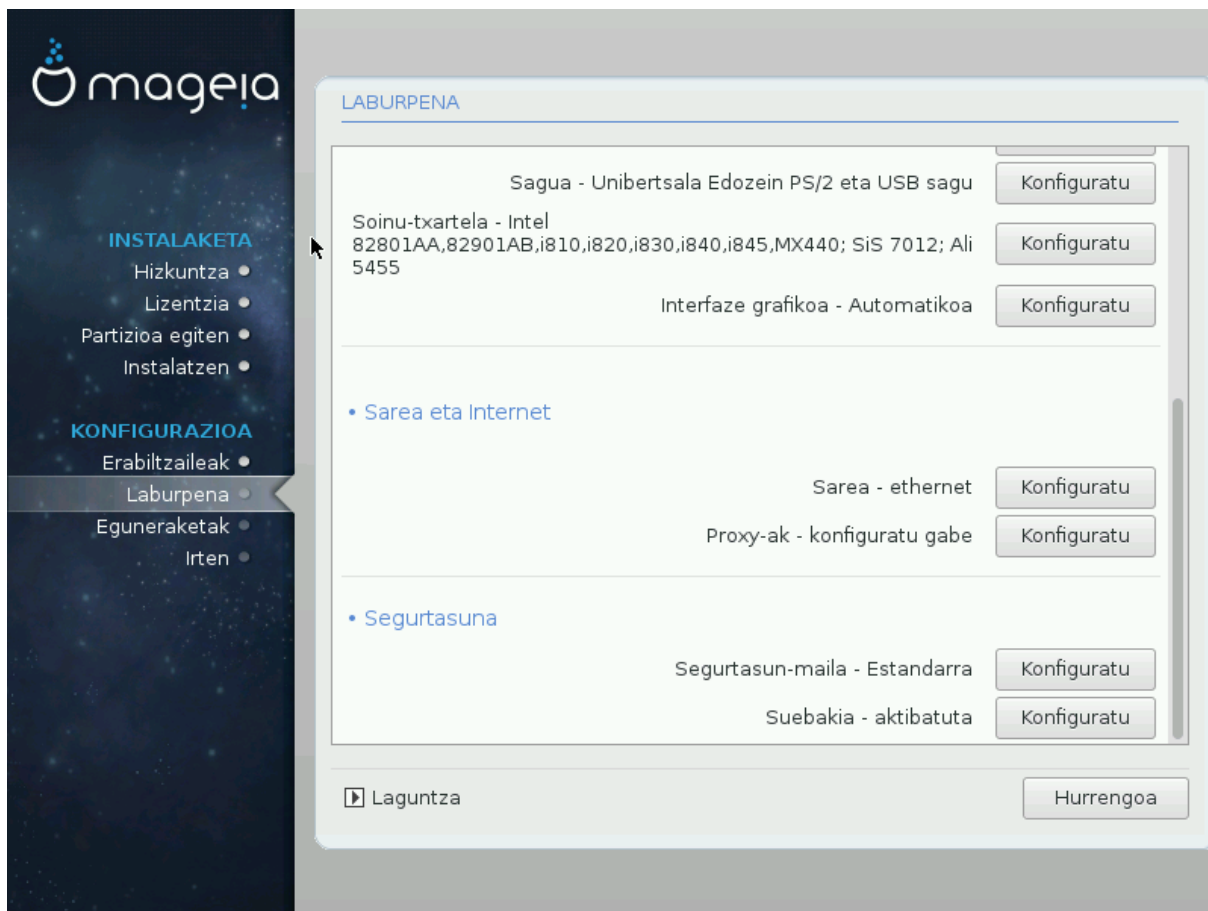 mageia
INSTALAKETA
Hizkuntza
Lizentzia
Partizioa egiten
Instalatzen
KONFIGURAZIOA
Erabiltzaileak
Laburpena
Eguneraketak
Irten
LABURPENA
Sagua - Unibertsala Edozein PS/2 eta USB sagu
Konfiguratu
Soinu-txartela - Intel
82801AA,82901AB,i810,i820,i830,i840,i845,MX440; SiS 7012; Ali
5455
Konfiguratu
Interfaze grafikoa - Automatikoa
Konfiguratu
• Sarea eta Internet
Sarea - ethernet
Konfiguratu
Proxy-ak - konfiguratu gabe
Konfiguratu
• Segurtasuna
Segurtasun-maila - Estandarra
Konfiguratu
Suebakia - aktibatuta
Konfiguratu
Laguntza
Hurrengoa